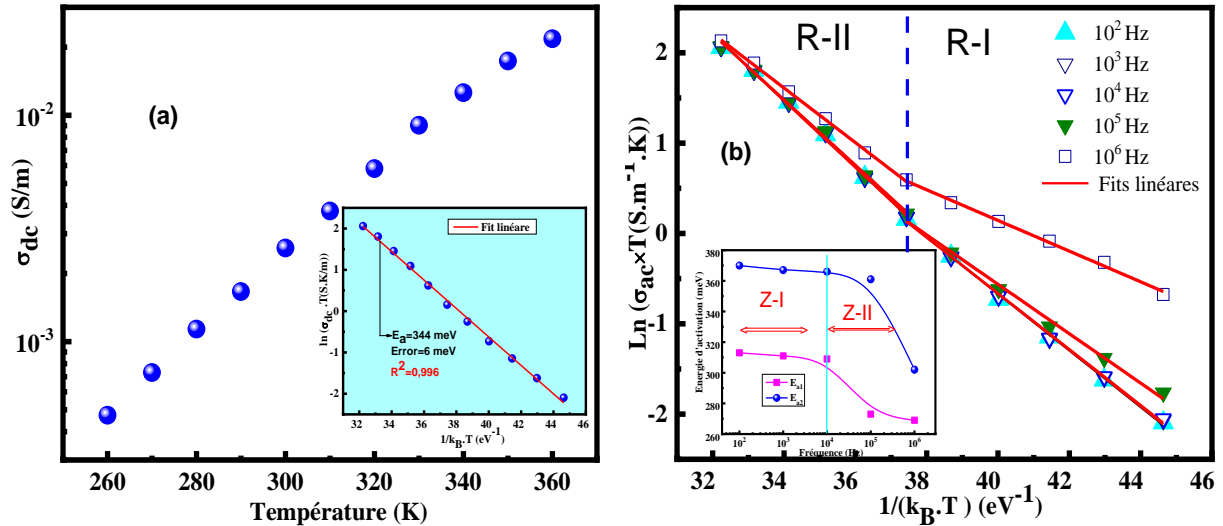 (a)
σdc (S/m)
10⁻²
10⁻³
260 280 300 320 340 360
Température (K)
Fit linéaire
ln (σdc.T(S.K/m))
2
1
0
-1
-2
Ea=344 meV
Error=6 meV
R²=0,996
32 34 36 38 40 42 44 46
1/kB.T (eV⁻¹)
(b)
R-II R-I
10² Hz
10³ Hz
10⁴ Hz
10⁵ Hz
10⁶ Hz
Fits linéares
Ln (σac×T(S.m⁻¹.K))
2
1
0
-1
-2
32 34 36 38 40 42 44 46
1/(kB.T ) (eV⁻¹)
Energie d'activation (meV)
380
360
340
320
300
280
260
Z-I
Z-II
Ea1
Ea2
10² 10³ 10⁴ 10⁵ 10⁶
Fréquence (Hz)